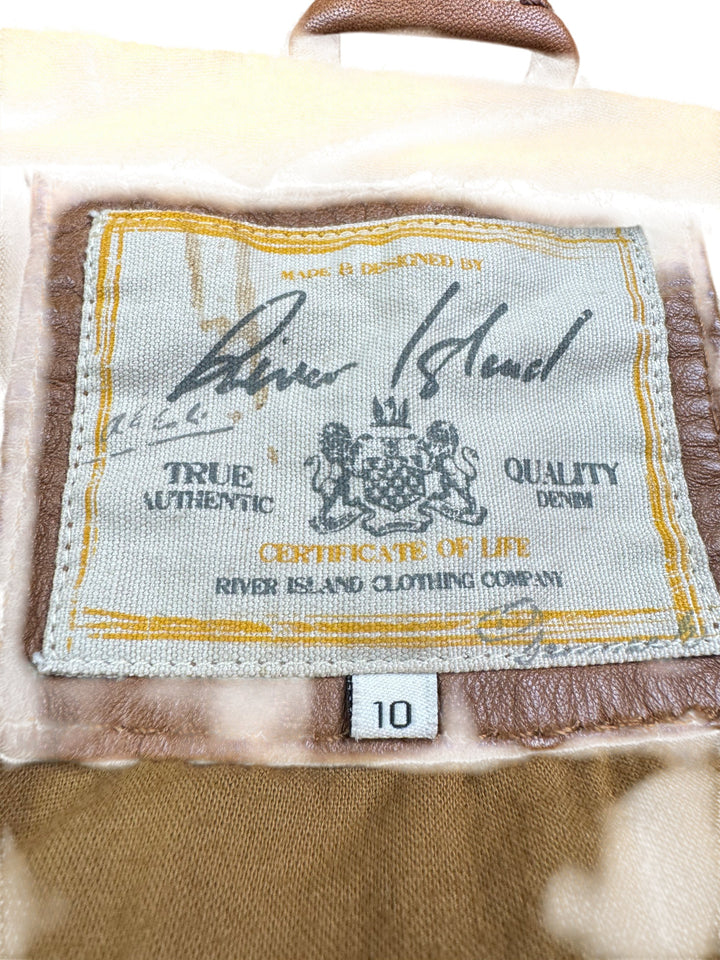 MADE & DESIGNED BY
River Island
TRUE
AUTHENTIC
QUALITY
DENIM
CERTIFICATE OF LIFE
RIVER ISLAND CLOTHING COMPANY
10